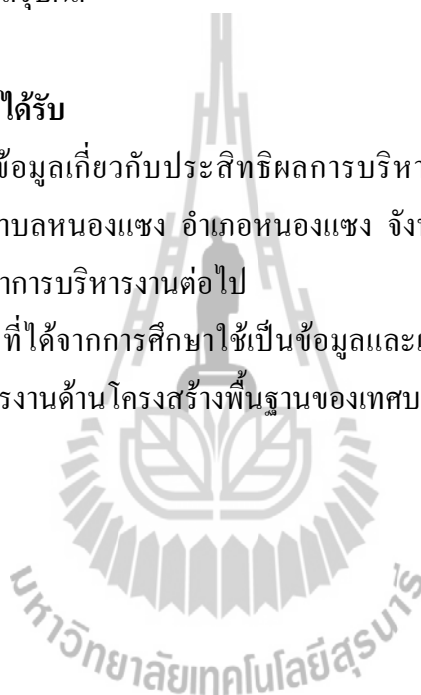 ได้รับ
ข้อมูลเกี่ยวกับประสิทธิผลการบริหา
ำบลหนองแซง อำเภอหนองแซง จัง
าการบริหารงานต่อไป
ที่ได้จากการศึกษาใช้เป็นข้อมูลและแ
รงานด้านโครงสร้างพื้นฐานของเทศบ
มหาวิทยาลัยเทคโนโลยีสุรนารี